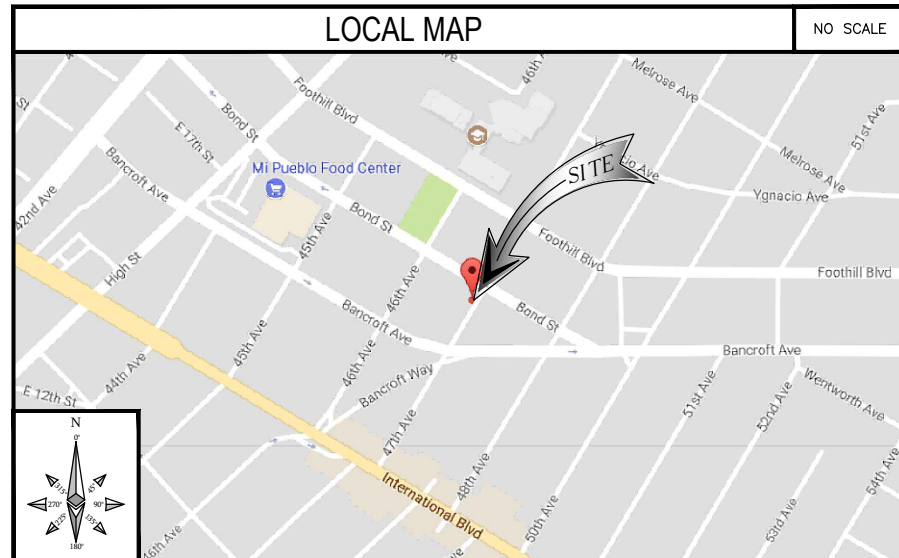 LOCAL MAP
NO SCALE
46th Ave
Melrose Ave
Foothill Blvd
51st Ave
Bond St
E 17th St
St
Bancroft Ave
Mi Pueblo Food Center
SITE
Melrose Ave
Ygnacio Ave
42nd Ave
High St
45th Ave
Bond St
46th Ave
Foothill Blvd
Foothill Blvd
Bond St
Bancroft Ave
Bancroft Ave
44th Ave
45th Ave
46th Ave
Bancroft Way
E 12th St
47th Ave
51st Ave
52nd Ave
Wentworth Ave
International Blvd
48th Ave
50th Ave
53rd Ave
54th Ave
46th Ave
N
0°
315°
45°
270°
90°
225°
135°
180°